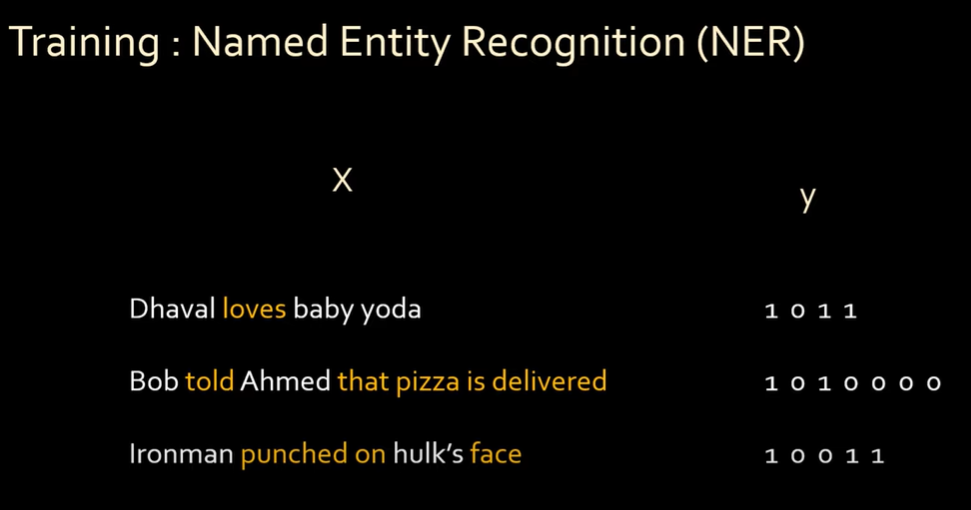 Training : Named Entity Recognition (NER)
X
y
Dhaval loves baby yoda 1 0 1 1
Bob told Ahmed that pizza is delivered 1 0 1 0 0 0 0
Ironman punched on hulk's face 1 0 0 1 1